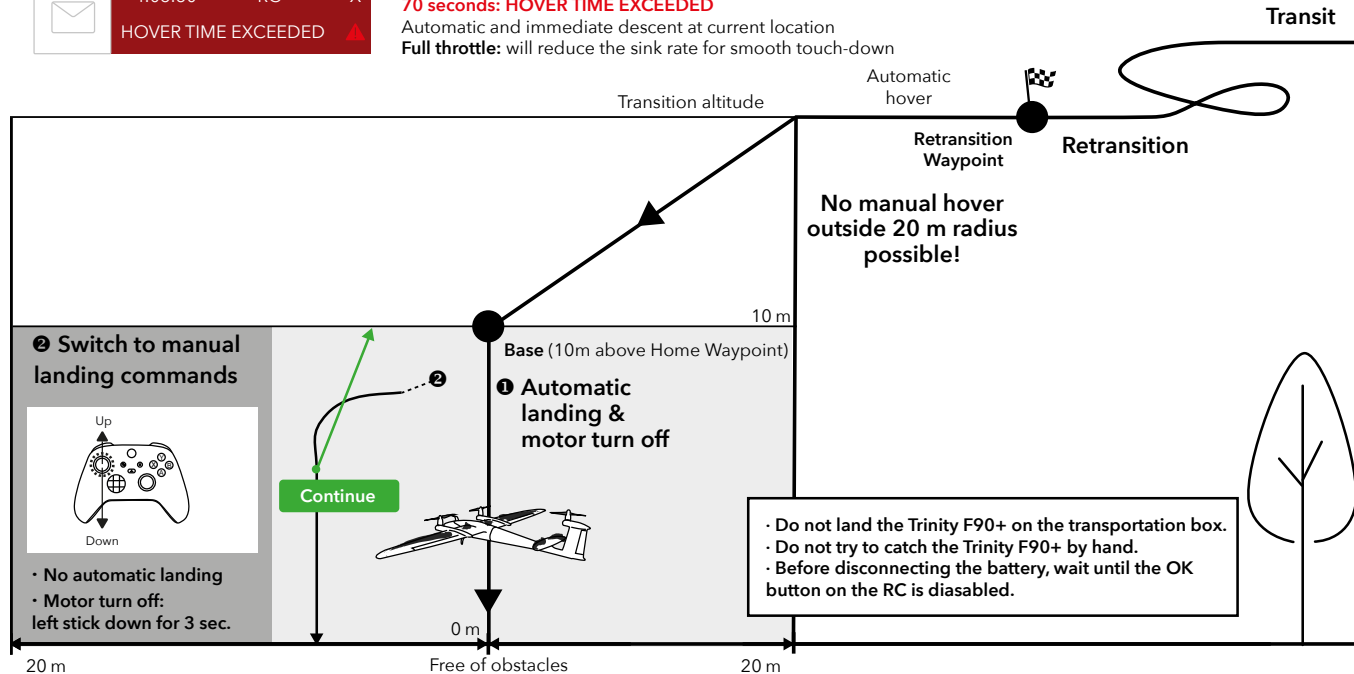 70 seconds: HOVER TIME EXCEEDED
HOVER TIME EXCEEDED
Automatic and immediate descent at current location
Full throttle: will reduce the sink rate for smooth touch-down
Transit
Automatic
hover
Transition altitude
Retransition
Waypoint
Retransition
No manual hover
outside 20 m radius
possible!
10 m
Base (10m above Home Waypoint)
❷ Switch to manual
landing commands
❷
❶ Automatic
landing &
motor turn off
Up
X
Y
B
A
Down
Continue
· No automatic landing
· Motor turn off:
left stick down for 3 sec.
· Do not land the Trinity F90+ on the transportation box.
· Do not try to catch the Trinity F90+ by hand.
· Before disconnecting the battery, wait until the OK
button on the RC is diasabled.
0 m
20 m
Free of obstacles
20 m